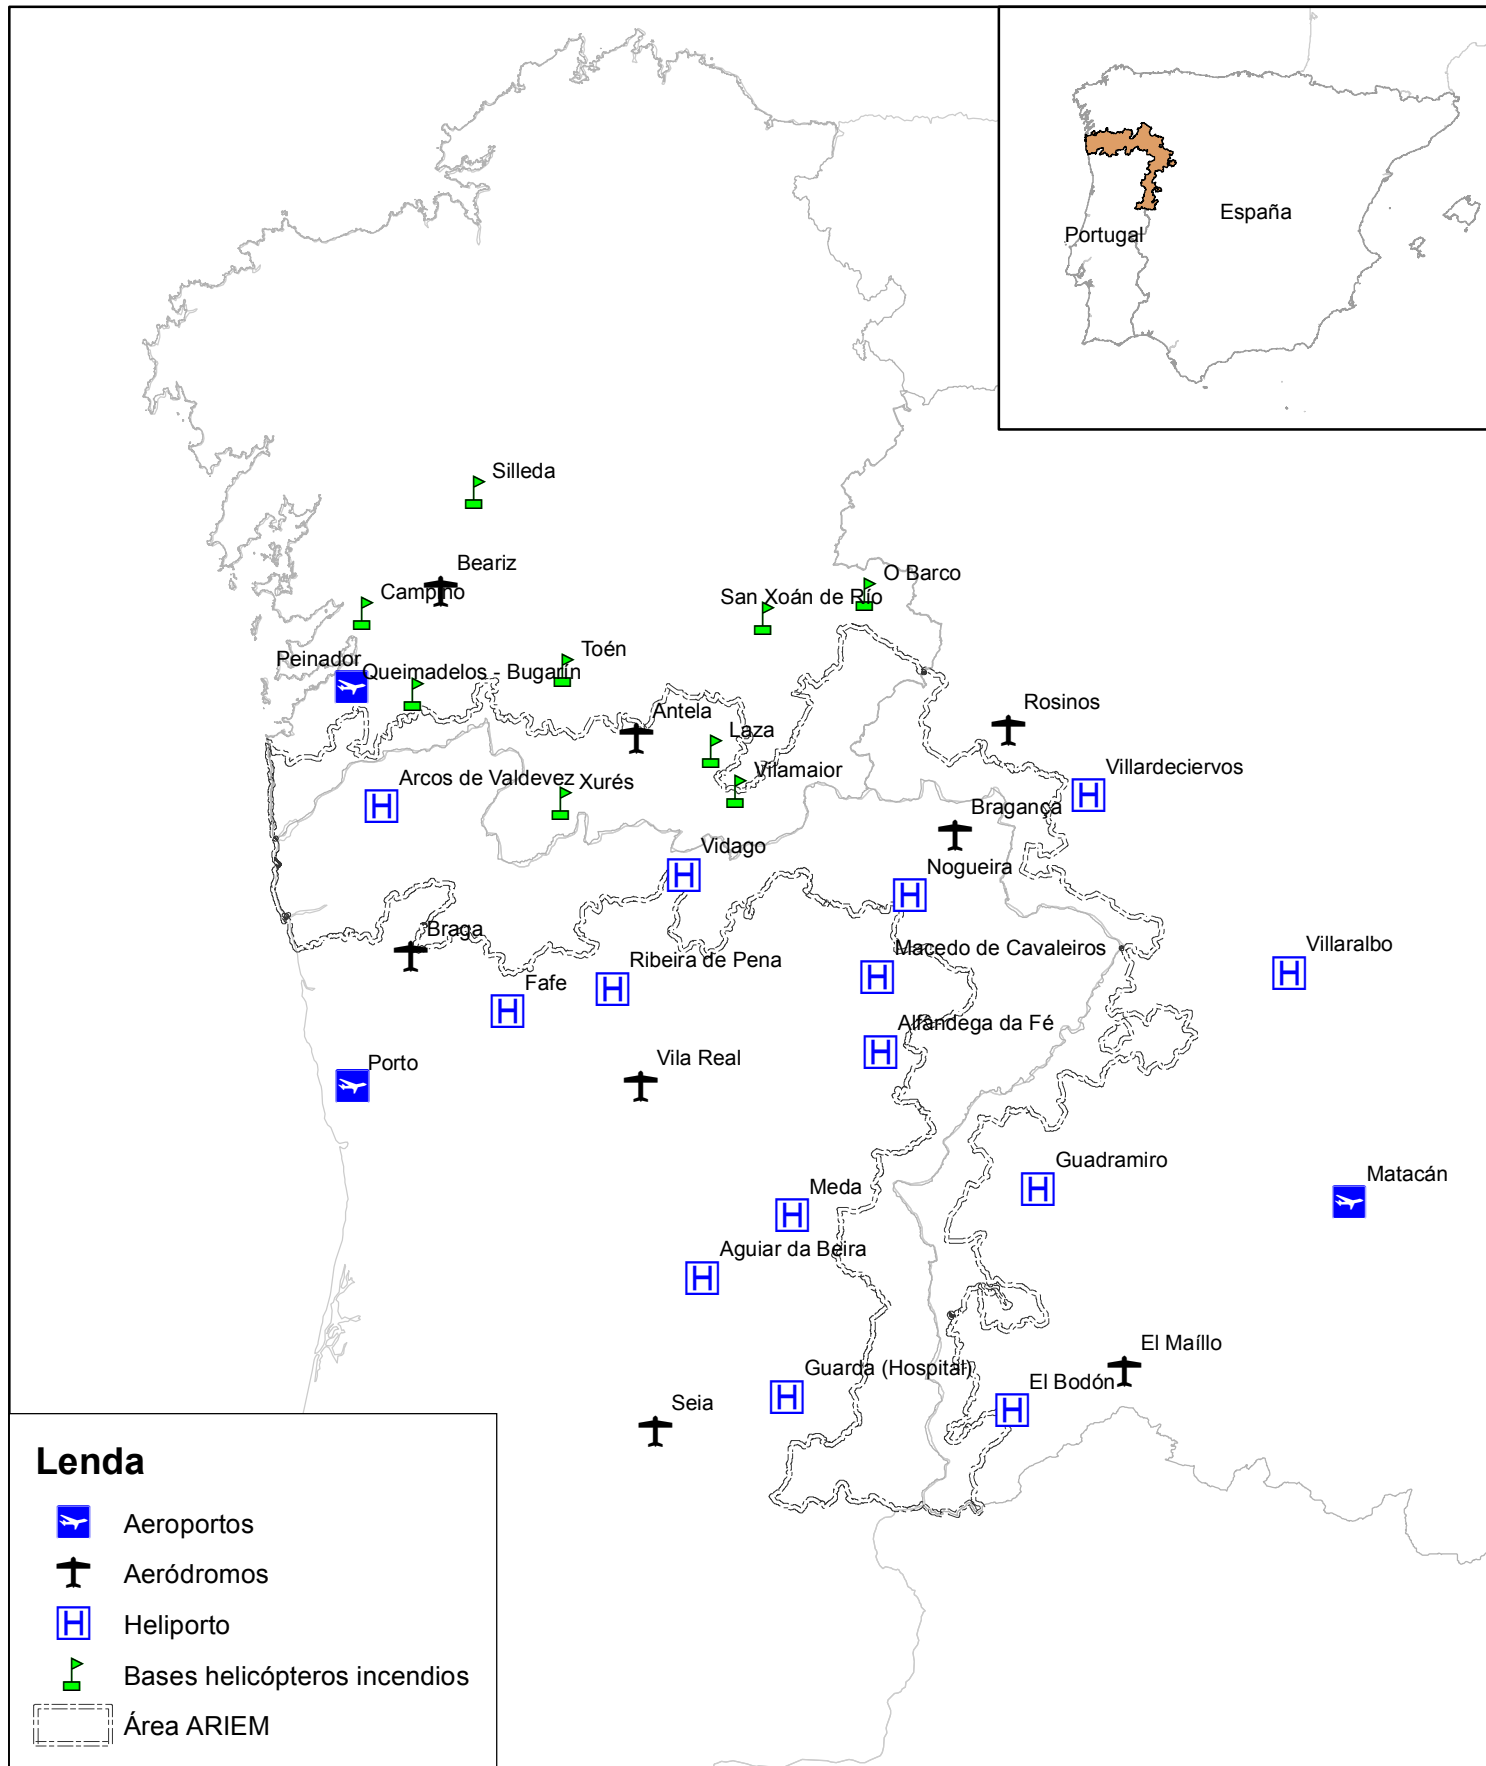 Portugal
España
Silleda
Beariz
Campiño
O Barco
San Xoán de Río
Toén
Peinador
Queimadelos - Bugarín
Antela
Rosinos
Laza
Vilamaior
Villardeciervos
Arcos de Valdevez
Xurés
Bragança
Vidago
Nogueira
Braga
Villaralbo
Macedo de Cavaleiros
Ribeira de Pena
Fafe
Alfândega da Fé
Porto
Vila Real
Guadramiro
Matacán
Meda
Aguiar da Beira
El Maíllo
Guarda (Hospital)
El Bodón
Seia
Lenda
Aeroportos
Aeródromos
Heliporto
Bases helicópteros incendios
Área ARIEM